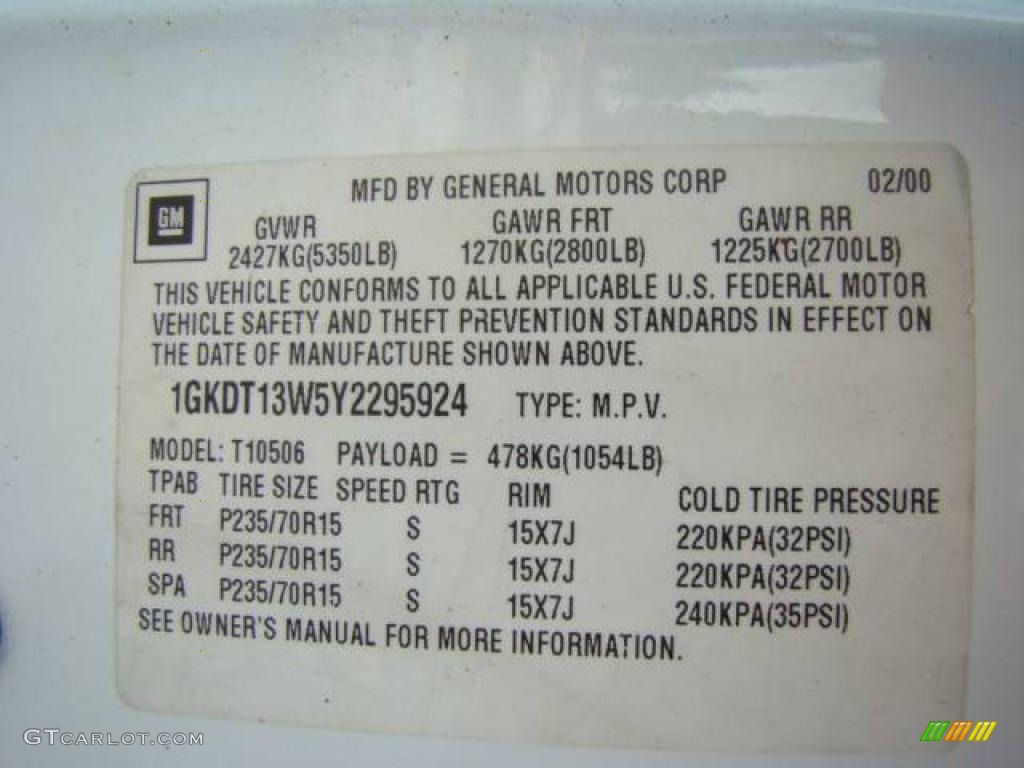 MFD BY GENERAL MOTORS CORP 02/00
GM
GVWR GAWR FRT GAWR RR
2427KG(5350LB) 1270KG(2800LB) 1225KG(2700LB)
THIS VEHICLE CONFORMS TO ALL APPLICABLE U.S. FEDERAL MOTOR
VEHICLE SAFETY AND THEFT PREVENTION STANDARDS IN EFFECT ON
THE DATE OF MANUFACTURE SHOWN ABOVE.
1GKDT13W5Y2295924 TYPE: M.P.V.
MODEL: T10506 PAYLOAD = 478KG(1054LB)
TPAB TIRE SIZE SPEED RTG RIM COLD TIRE PRESSURE
FRT P235/70R15 S 15X7J 220KPA(32PSI)
RR P235/70R15 S 15X7J 220KPA(32PSI)
SPA P235/70R15 S 15X7J 240KPA(35PSI)
SEE OWNER'S MANUAL FOR MORE INFORMATION.
GTCARLOT.COM